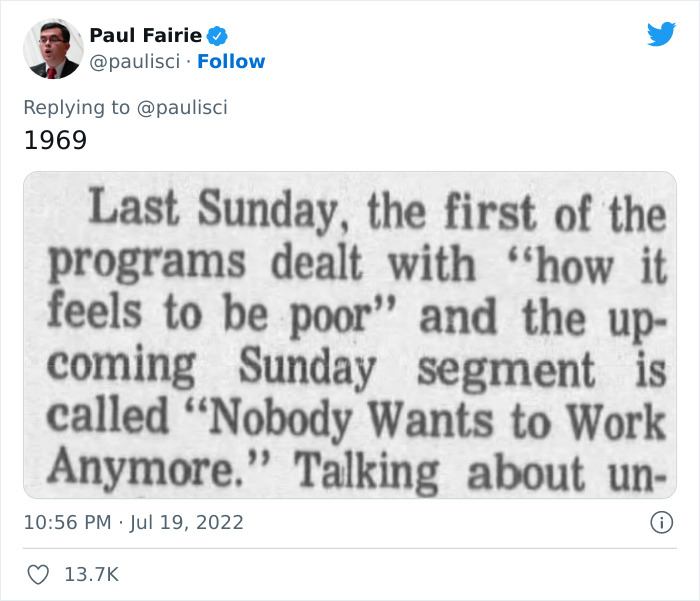 Paul Fairie
@paulisci · Follow
Replying to @paulisci
1969
Last Sunday, the first of the
programs dealt with “how it
feels to be poor” and the up-
coming Sunday segment is
called “Nobody Wants to Work
Anymore.” Talking about un-
10:56 PM · Jul 19, 2022
13.7K